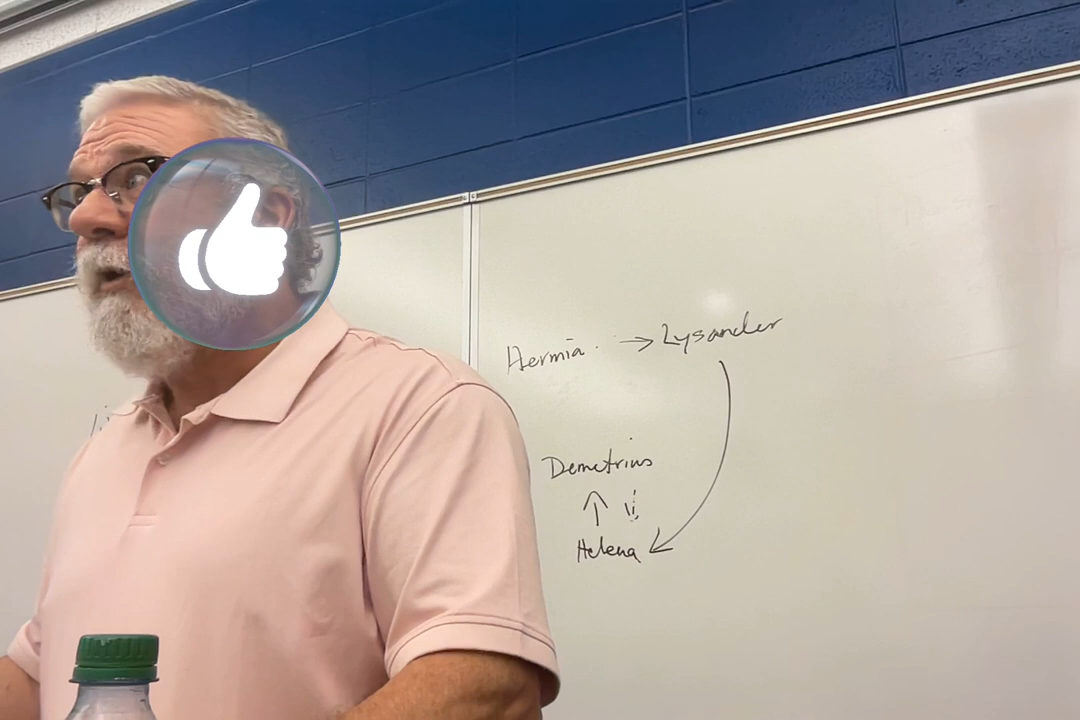 Hermia. → Lysander
Demetrius
Helena